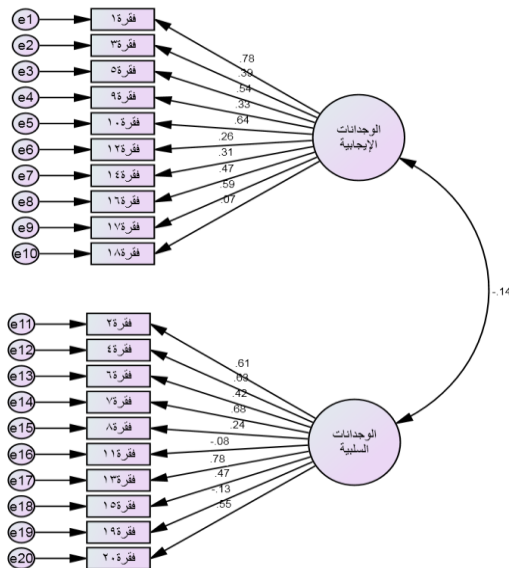 e1
فقرة١
e2
فقرة٣
e3
فقرة٥
e4
فقرة٩
e5
فقرة١٠
e6
فقرة١٢
e7
فقرة١٤
e8
فقرة١٦
e9
فقرة١٧
e10
فقرة١٨
.78
.39
.54
.33
.64
.26
.31
.47
.59
.07
الوجدانات
الإيجابية
-.14
e11
فقرة٢
e12
فقرة٤
e13
فقرة٦
e14
فقرة٧
e15
فقرة٨
e16
فقرة١١
e17
فقرة١٣
e18
فقرة١٥
e19
فقرة١٩
e20
فقرة٢٠
.61
.42
.68
.24
-.08
.78
.47
-.13
.55
الوجدانات
السلبية